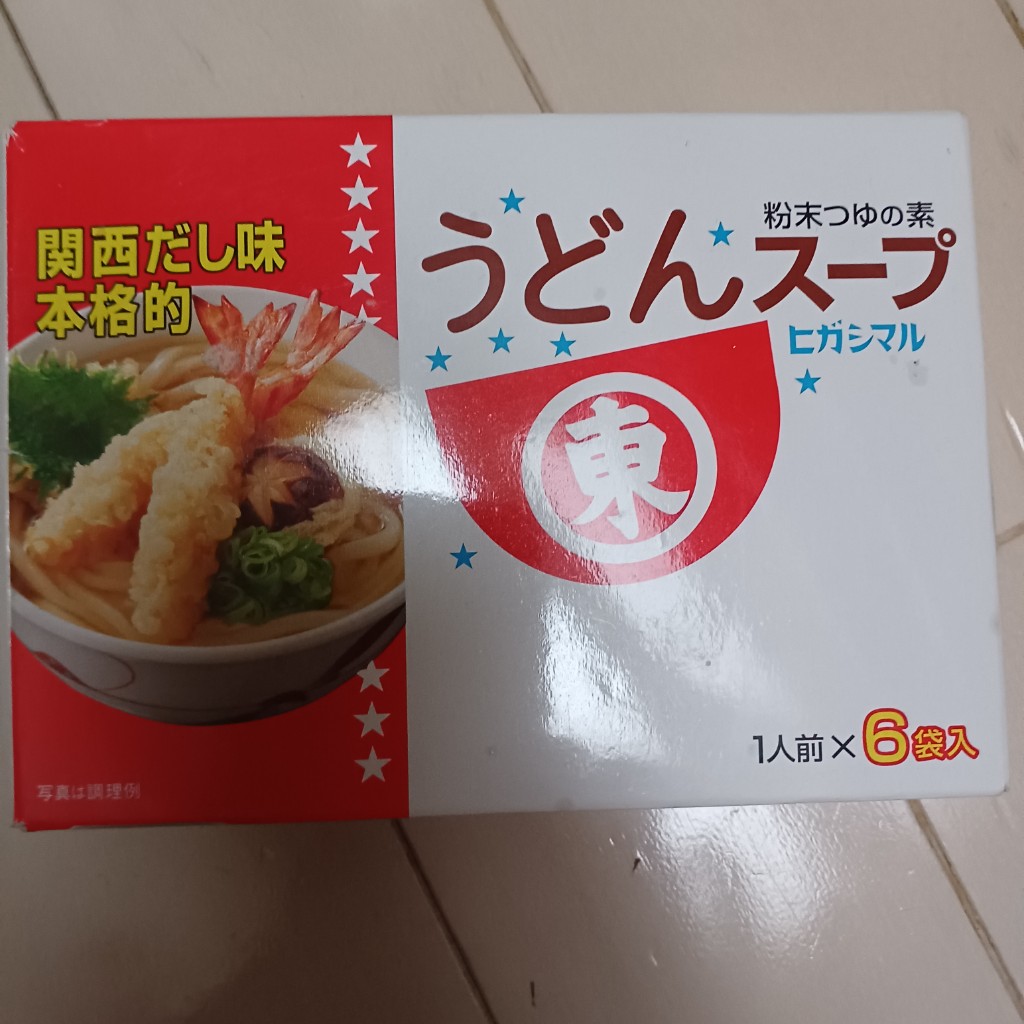 関西だし味
本格的
粉末つゆの素
うどんスープ
ヒガシマル
東
1人前×6袋入
写真は調理例